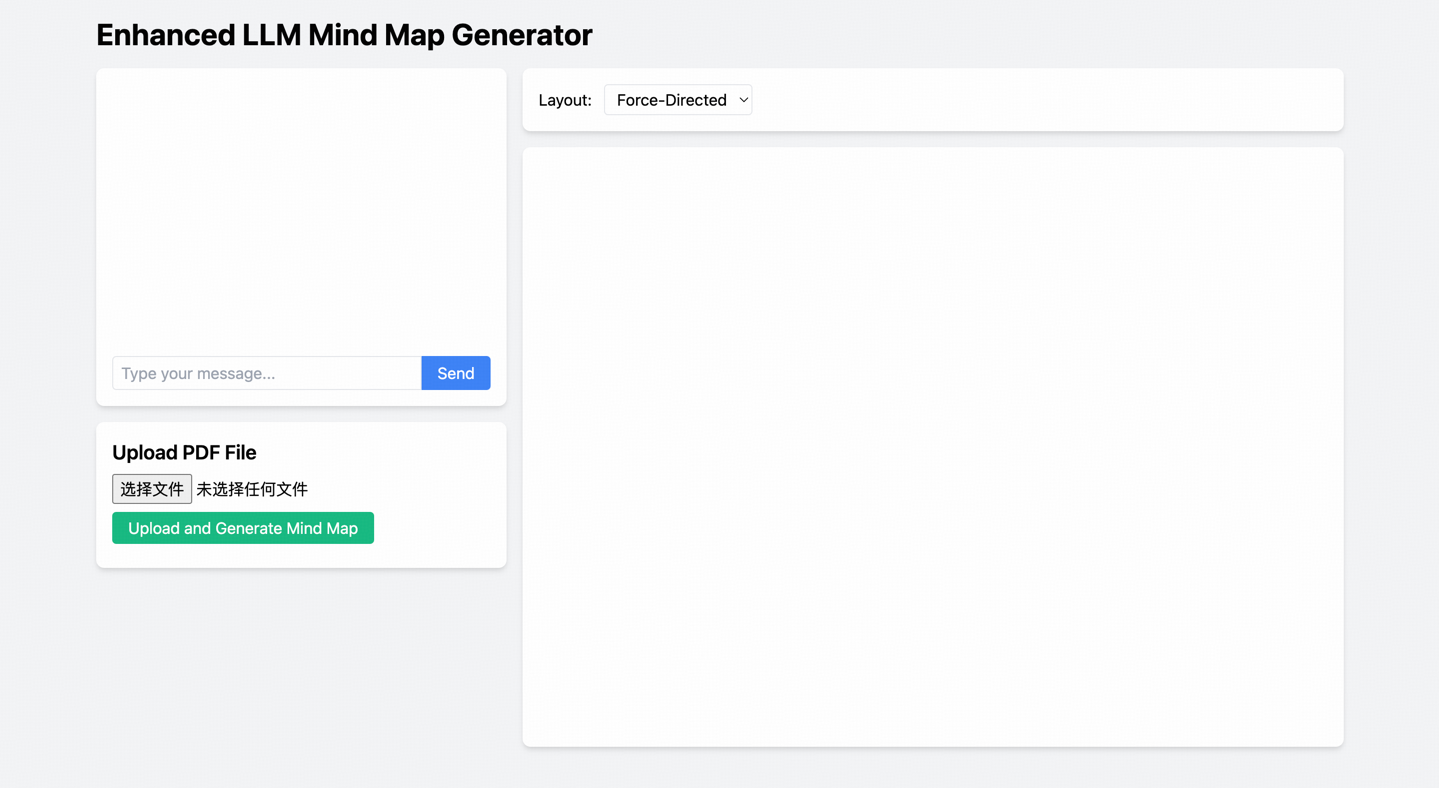 Enhanced LLM Mind Map Generator
Type your message...
Send
Upload PDF File
选择文件 未选择任何文件
Upload and Generate Mind Map
Layout: Force-Directed